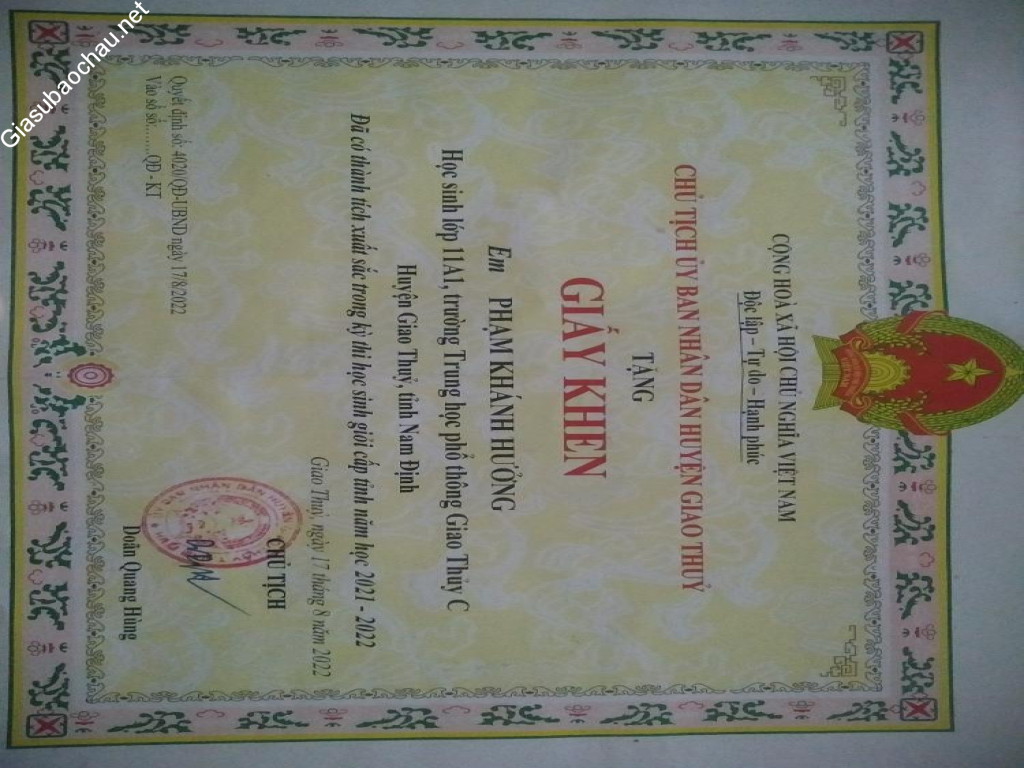 CỘNG HOÀ XÃ HỘI CHỦ NGHĨA VIỆT NAM
Độc lập – Tự do – Hạnh phúc
CHỦ TỊCH ỦY BAN NHÂN DÂN HUYỆN GIAO THUỶ
TẶNG
GIẤY KHEN
Em PHẠM KHÁNH HƯỞNG
Học sinh lớp 11A1, trường Trung học phổ thông Giao Thủy C
Huyện Giao Thuỷ, tỉnh Nam Định
Đã có thành tích xuất sắc trong kỳ thi học sinh giỏi cấp tỉnh năm học 2021 - 2022
Giao Thuỷ, ngày 17 tháng 8 năm 2022
CHỦ TỊCH
Doãn Quang Hùng
Quyết định số: 4020/QĐ-UBND ngày 17/8/2022
Vào sổ số.........QĐ - KT
Giasubaochau.net